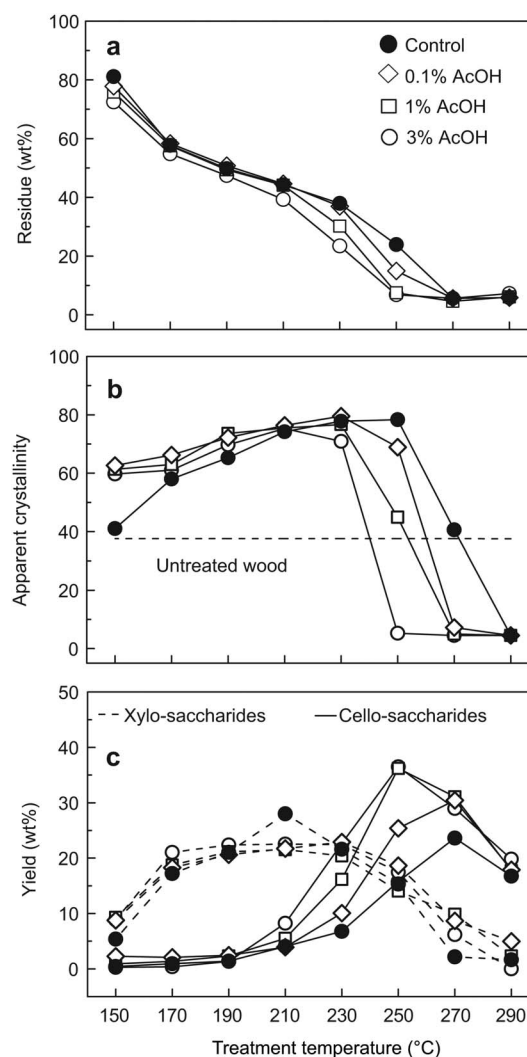 100
80
60
40
20
0
Residue (wt%)
a
Control
0.1% AcOH
1% AcOH
3% AcOH
100
80
60
40
20
0
Apparent crystallinity
b
Untreated wood
50
40
30
20
10
0
Yield (wt%)
Xylo-saccharides
Cello-saccharides
c
150 170 190 210 230 250 270 290
Treatment temperature (°C)